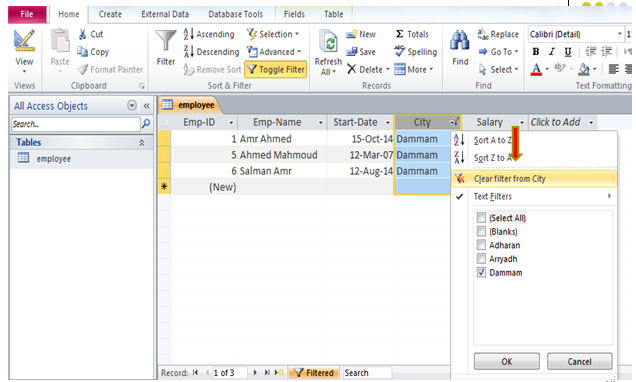 File Home Create External Data Database Tools Fields Table
View
Views
Paste
Cut
Copy
Format Painter
Clipboard
Filter
Ascending
Descending
Remove Sort
Selection
Advanced
Toggle Filter
Sort & Filter
Refresh All
New
Save
Delete
Totals
Spelling
More
Records
Find
Replace
Go To
Select
Find
Calibri (Detail)
B I U
A
Text Formatting
All Access Objects
Search...
Tables
employee
employee
Emp-ID Emp-Name Start-Date City Salary Click to Add
1 Amr Ahmed 15-Oct-14 Dammam
5 Ahmed Mahmoud 12-Mar-07 Dammam
6 Salman Amr 12-Aug-14 Dammam
* (New)
Sort A to Z
Sort Z to A
Clear filter from City
Text Filters
(Select All)
(Blanks)
Adharan
Arryadh
Dammam
OK Cancel
Record: 1 of 3 Filtered Search